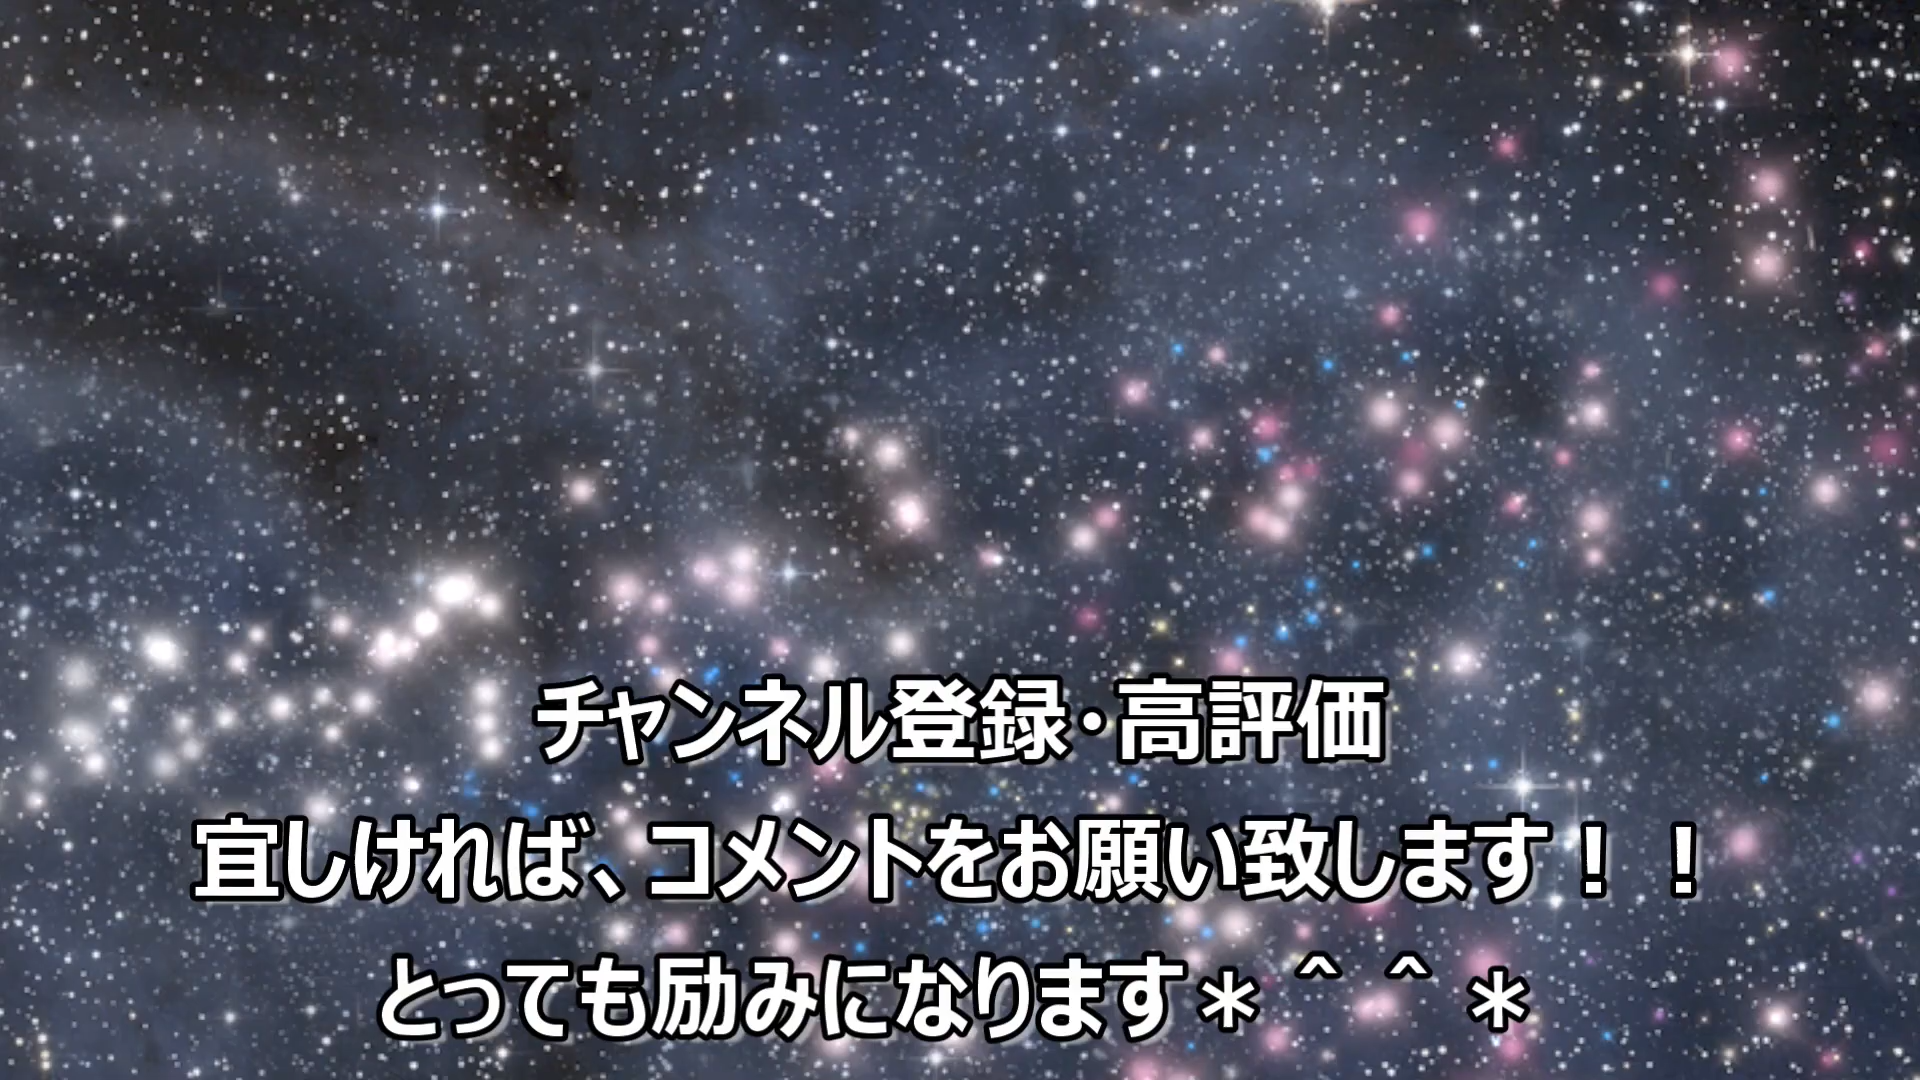 チャンネル登録・高評価
宜しければ、コメントをお願い致します！！
とっても励みになります＊＾＾＊